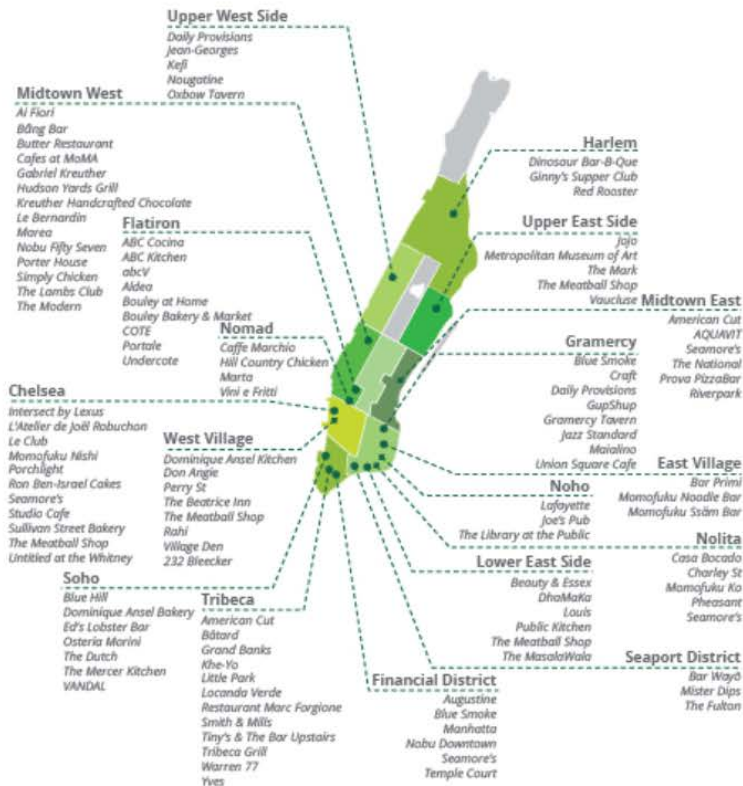 Upper West Side
Daily Provisions
Jean-Georges
Kefi
Nougatine
Oxbow Tavern
Midtown West
Ai Fiori
Bāng Bar
Butter Restaurant
Cafes at MoMA
Gabriel Kreuther
Hudson Yards Grill
Kreuther Handcrafted Chocolate
Le Bernardin
Marea
Nobu Fifty Seven
Porter House
Simply Chicken
The Lambs Club
The Modern
Harlem
Dinosaur Bar-B-Que
Ginny's Supper Club
Red Rooster
Flatiron
ABC Cocina
ABC Kitchen
abcV
Aldea
Bouley at Home
Bouley Bakery & Market
COTE
Portale
Undercote
Upper East Side
JoJo
Metropolitan Museum of Art
The Mark
The Meatball Shop
Vaucluse
Midtown East
American Cut
AQUAVIT
Seamore's
The National
Prova PizzaBar
Riverpark
Nomad
Caffe Marchio
Hill Country Chicken
Marta
Vini e Fritti
Gramercy
Blue Smoke
Craft
Daily Provisions
GupShup
Gramercy Tavern
Jazz Standard
Maialino
Union Square Cafe
Chelsea
Intersect by Lexus
L'Atelier de Joël Robuchon
Le Club
Momofuku Nishi
Porchlight
Ron Ben-Israel Cakes
Seamore's
Studio Cafe
Sullivan Street Bakery
The Meatball Shop
Untitled at the Whitney
West Village
Dominique Ansel Kitchen
Don Angie
Perry St
The Beatrice Inn
The Meatball Shop
Rahi
Village Den
232 Bleecker
East Village
Bar Primi
Momofuku Noodle Bar
Momofuku Ssäm Bar
Noho
Lafayette
Joe's Pub
The Library at the Public
Nolita
Casa Bocado
Charley St
Momofuku Ko
Pheasant
Seamore's
Lower East Side
Beauty & Essex
DhaMaKa
Louis
Public Kitchen
The Meatball Shop
The MasalaWala
Soho
Blue Hill
Dominique Ansel Bakery
Ed's Lobster Bar
Osteria Morini
The Dutch
The Mercer Kitchen
VANDAL
Tribeca
American Cut
Bâtard
Grand Banks
Khe-Yo
Little Park
Locanda Verde
Restaurant Marc Forgione
Smith & Mills
Tiny's & The Bar Upstairs
Tribeca Grill
Warren 77
Yves
Seaport District
Bar Wayō
Mister Dips
The Fulton
Financial District
Augustine
Blue Smoke
Manhatta
Nobu Downtown
Seamore's
Temple Court